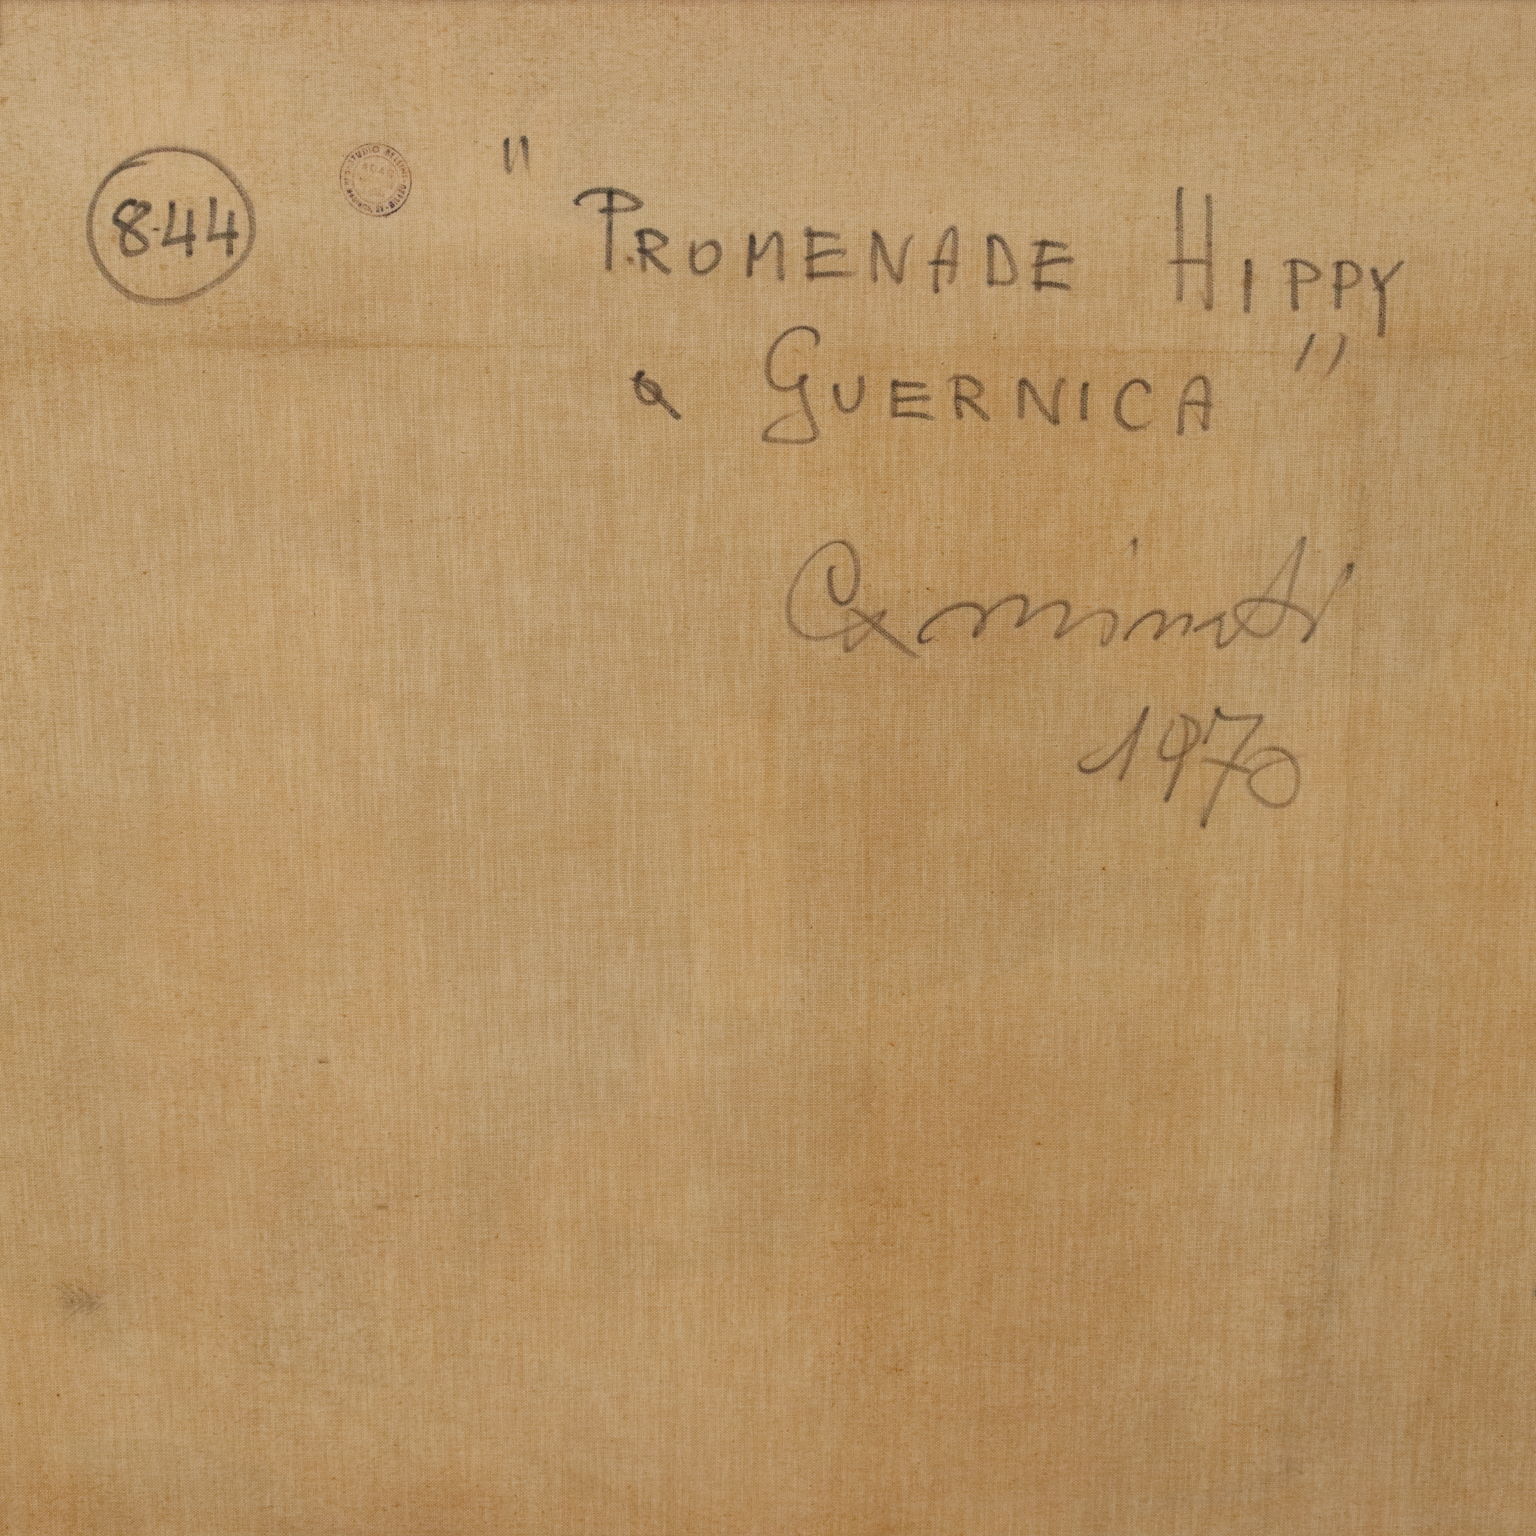 8-44
" PROMENADE HIPPY
a GUERNICA "
1970